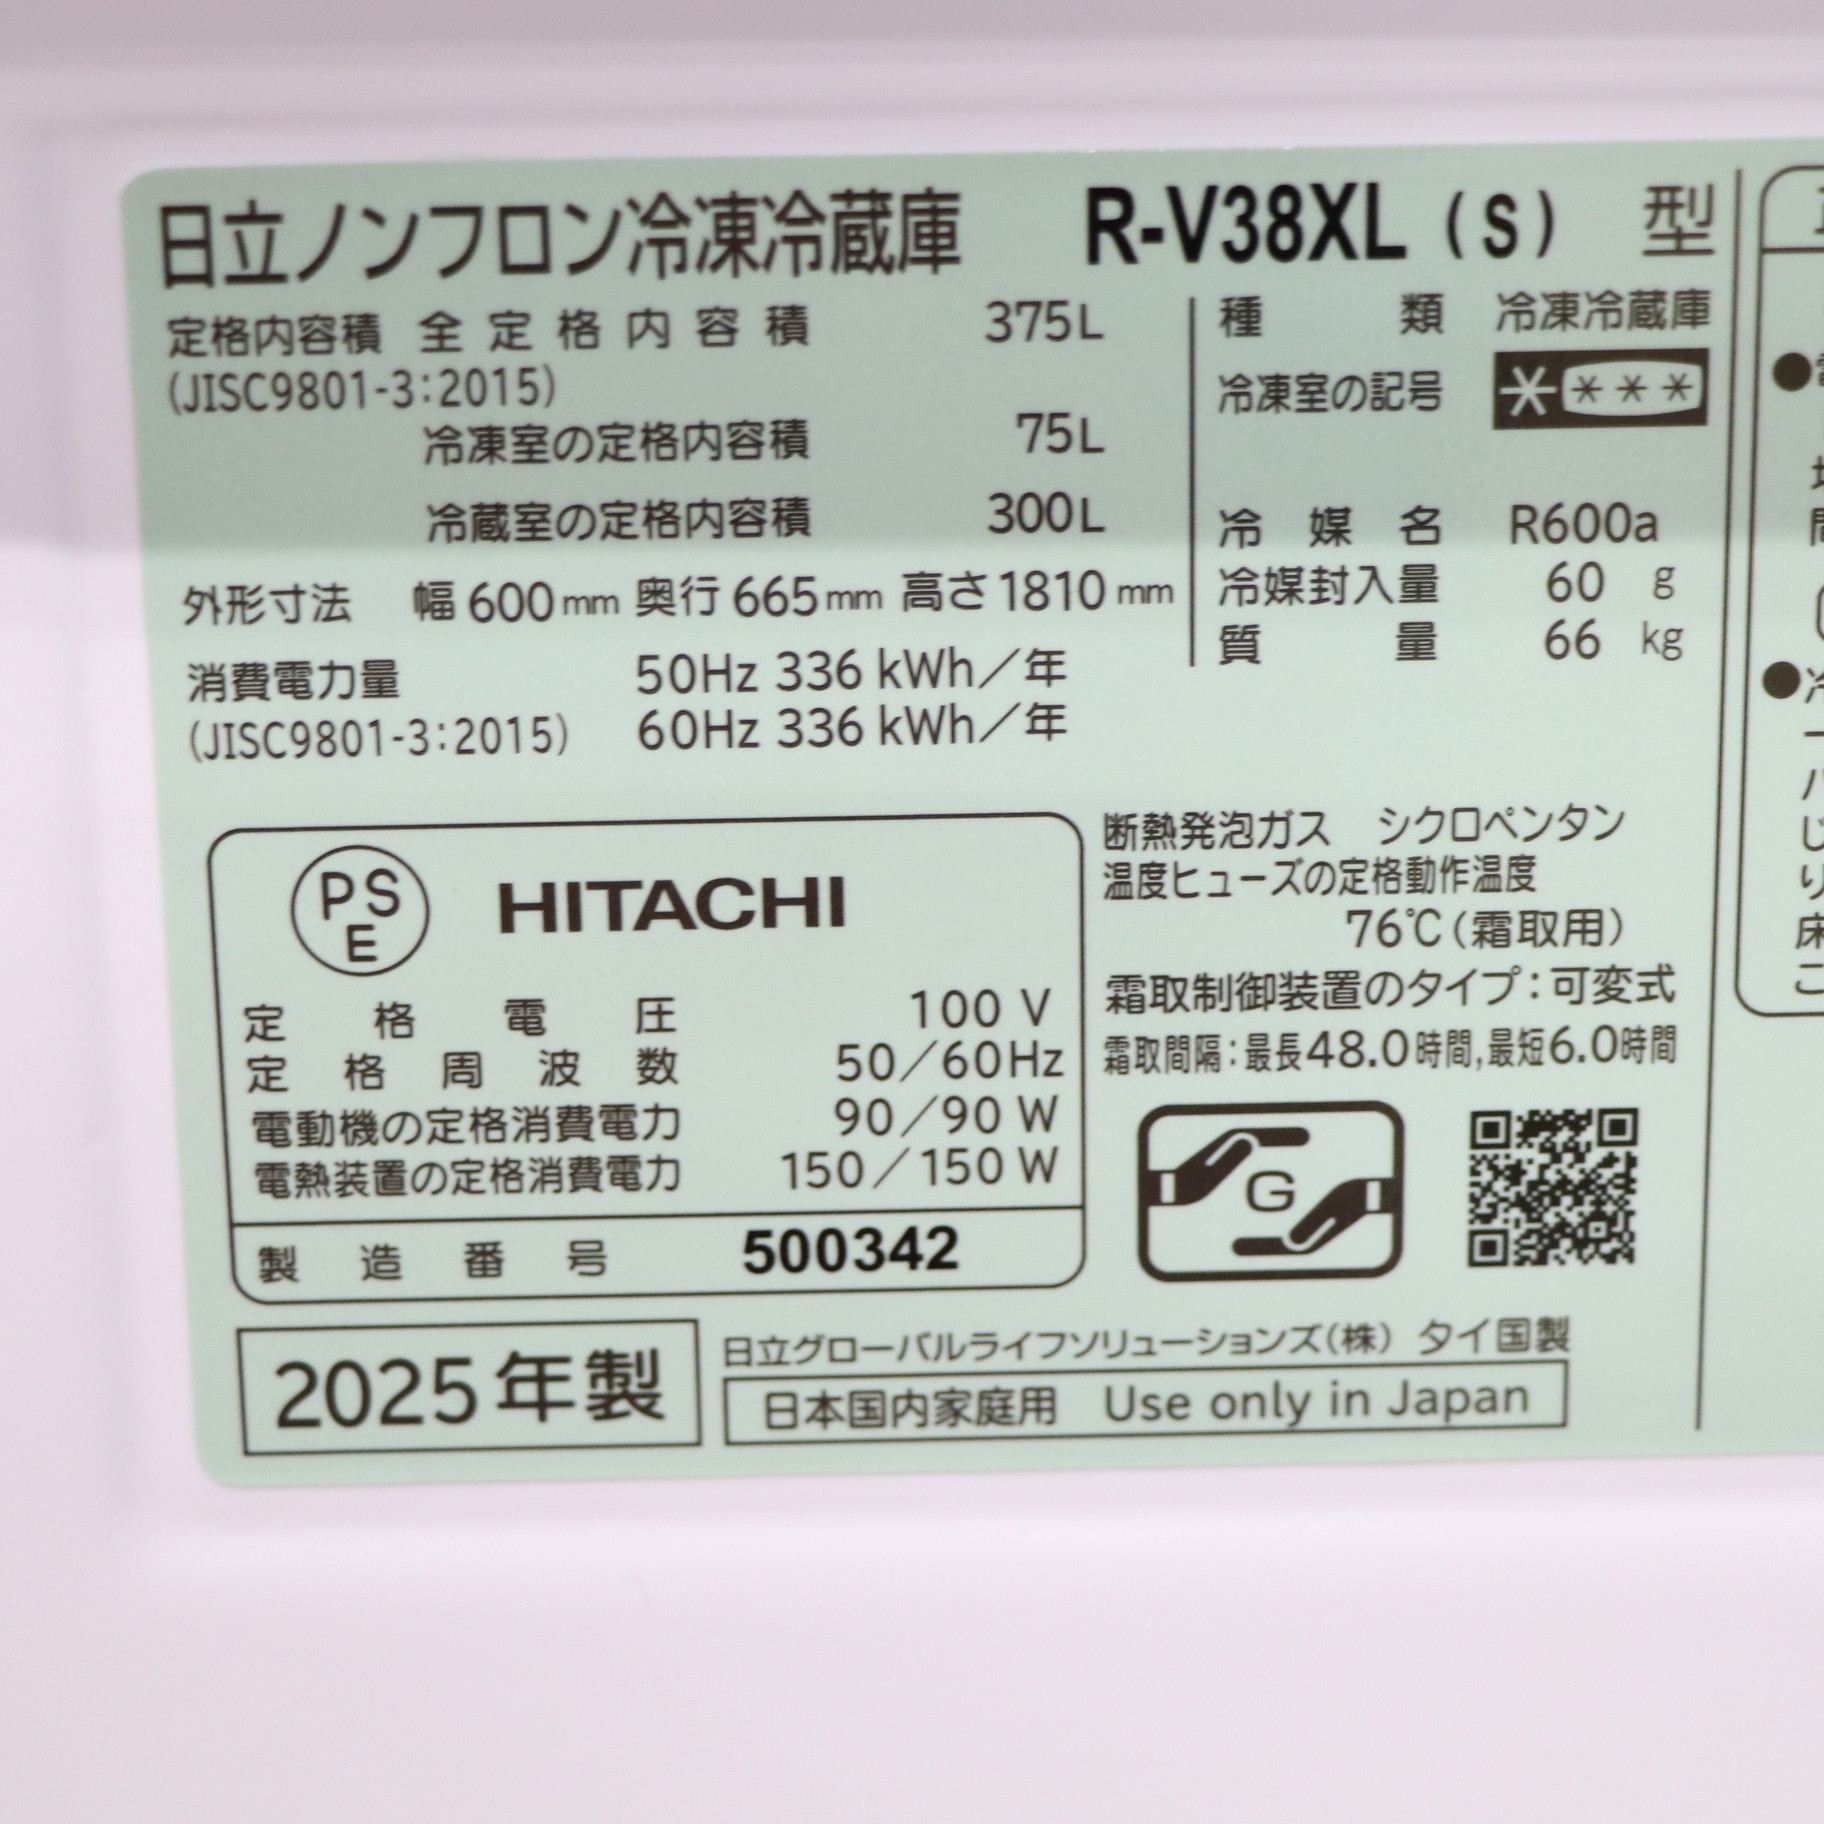 日立ノンフロン冷凍冷蔵庫 R-V38XL (S) 型
定格内容積 全定格内容積 375L
(JISC9801-3:2015)
冷凍室の定格内容積 75L
冷蔵室の定格内容積 300L
外形寸法 幅600mm 奥行665mm 高さ1810mm
消費電力量 50Hz 336 kWh/年
(JISC9801-3:2015) 60Hz 336 kWh/年
種類 冷凍冷蔵庫
冷凍室の記号 ****
冷媒名 R600a
冷媒封入量 60 g
質量 66 kg
PSE HITACHI
定格電圧 100 V
定格周波数 50/60Hz
電動機の定格消費電力 90/90 W
電熱装置の定格消費電力 150/150 W
製造番号 500342
断熱発泡ガス シクロペンタン
温度ヒューズの定格動作温度
76℃(霜取用)
霜取制御装置のタイプ:可変式
霜取間隔:最長48.0時間,最短6.0時間
G
2025年製
日立グローバルライフソリューションズ(株) タイ国製
日本国内家庭用 Use only in Japan